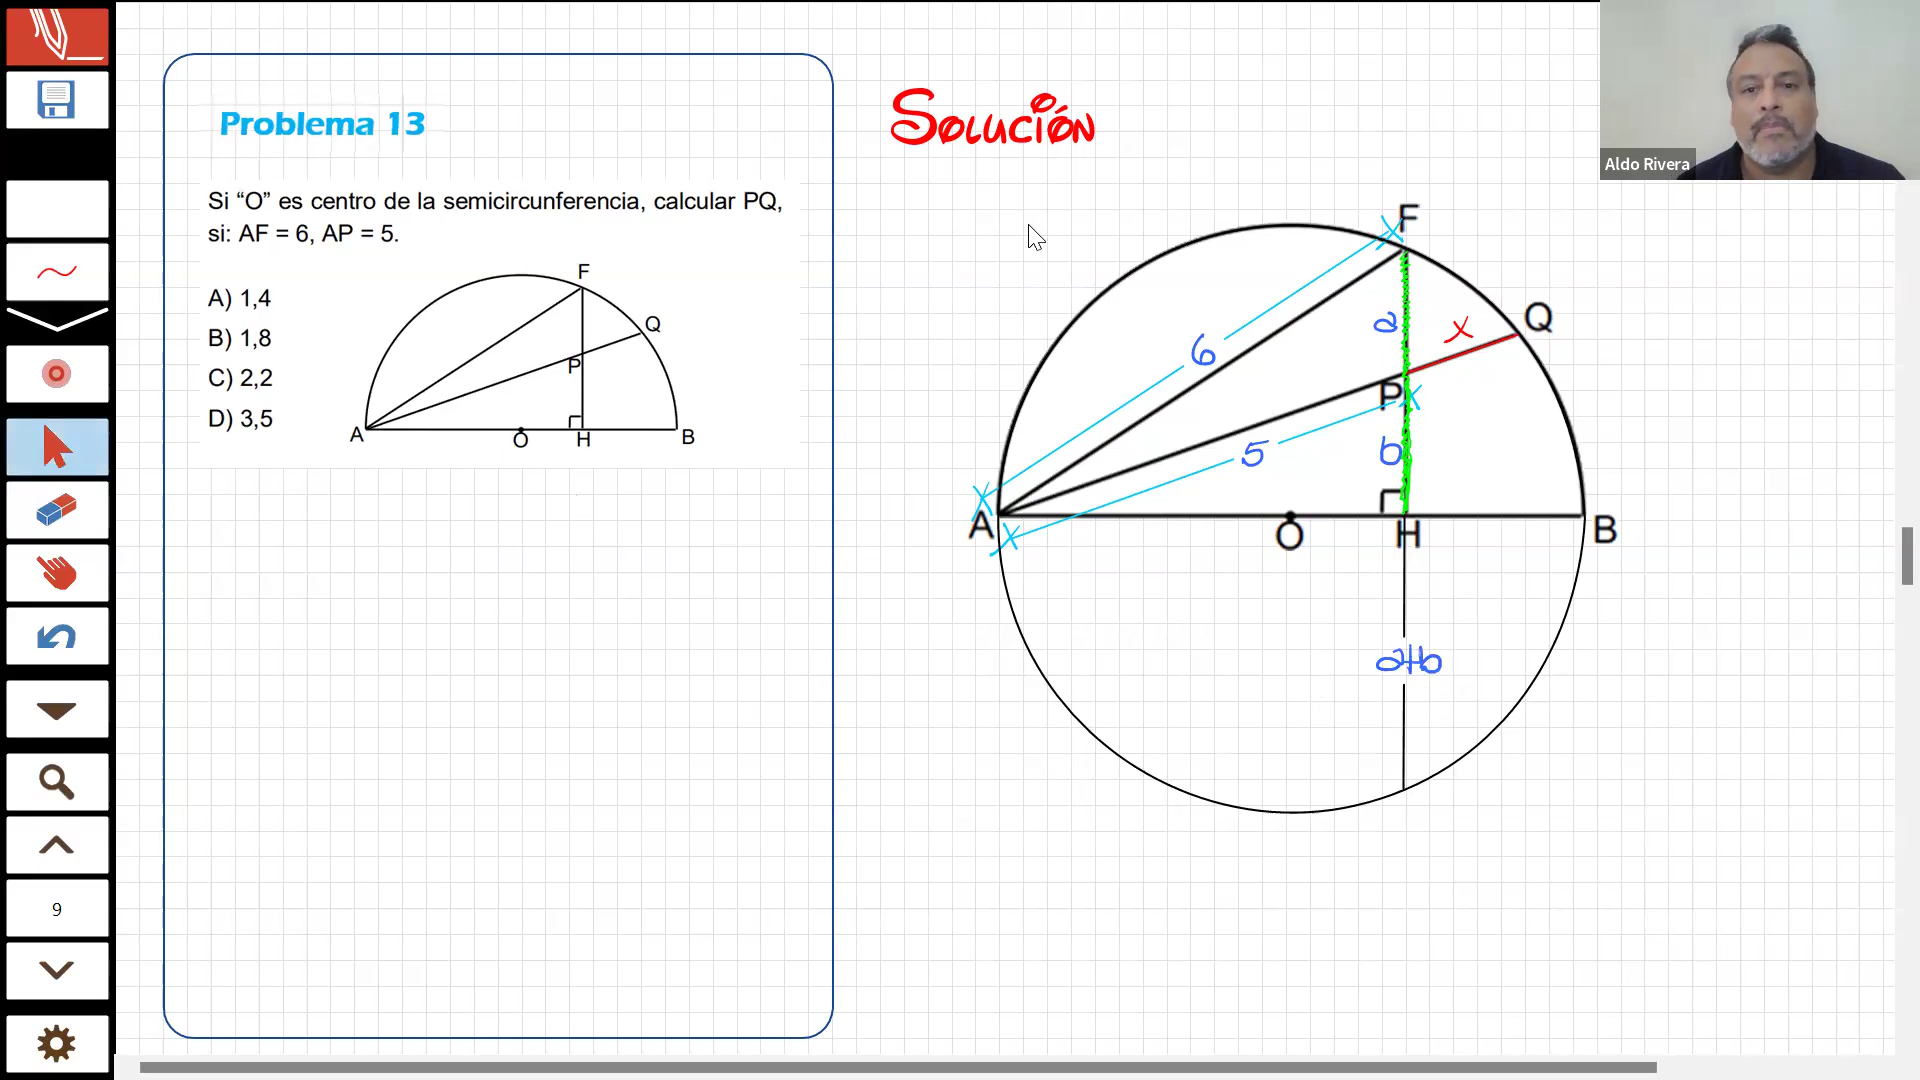 Problema 13
Si “O” es centro de la semicircunferencia, calcular PQ,
si: AF = 6, AP = 5.
A) 1,4
B) 1,8
C) 2,2
D) 3,5
F
Q
P
A
O
H
B
SOLUCIÓN
F
Q
x
a
6
P
5
b
A
O
H
B
a+b
Aldo Rivera
9